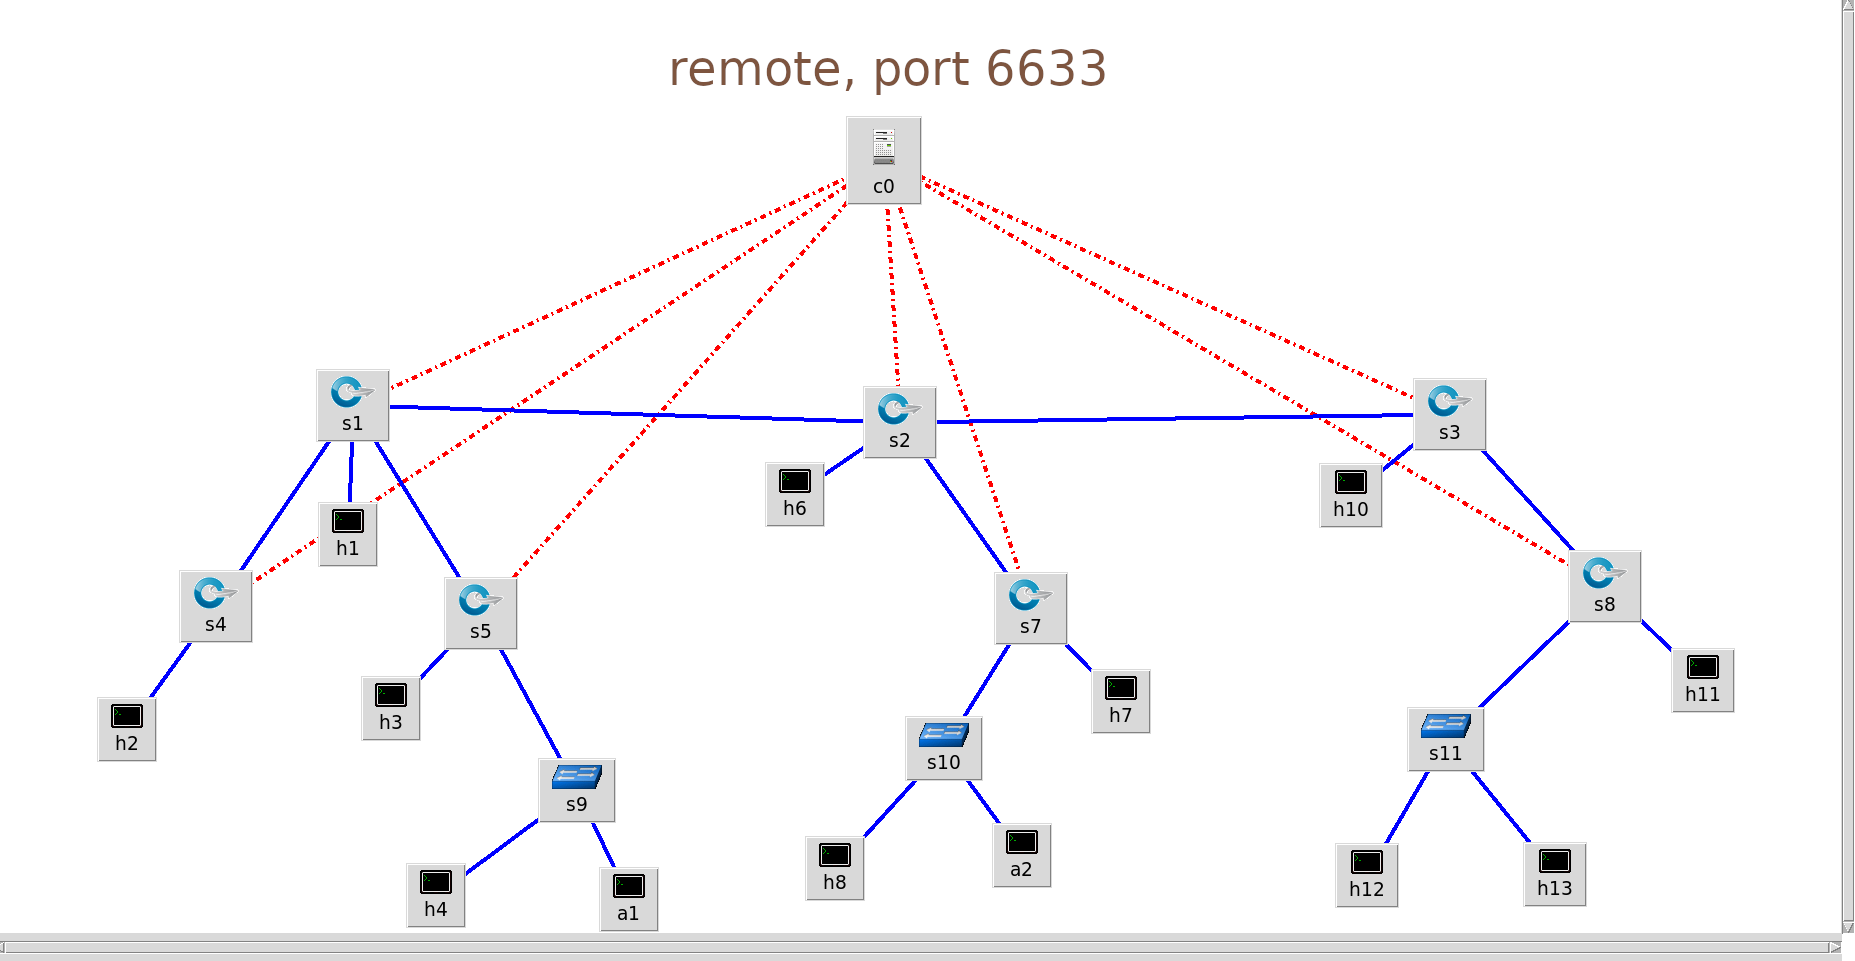 remote, port 6633
c0
s1
s2
s3
h6
h10
h1
s4
s5
s7
s8
h2
h3
h7
h11
s9
s10
s11
h4
a1
h8
a2
h12
h13